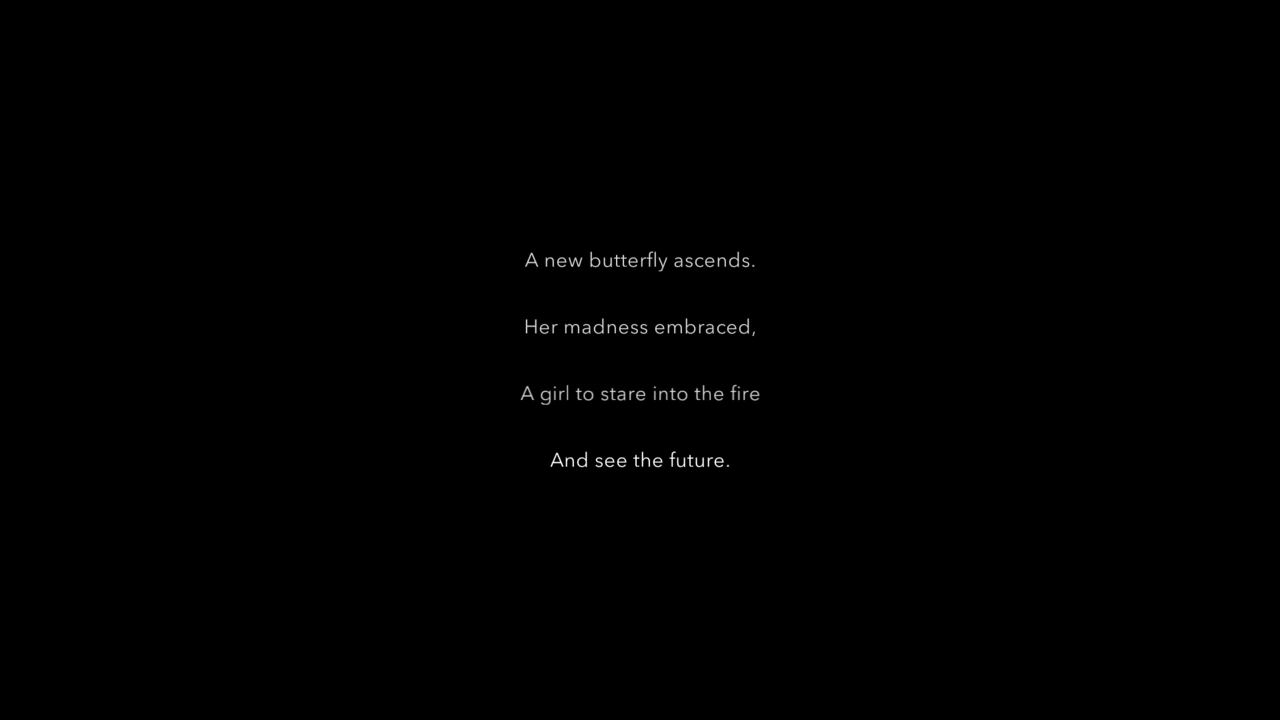 A new butterfly ascends.
Her madness embraced,
A girl to stare into the fire
And see the future.